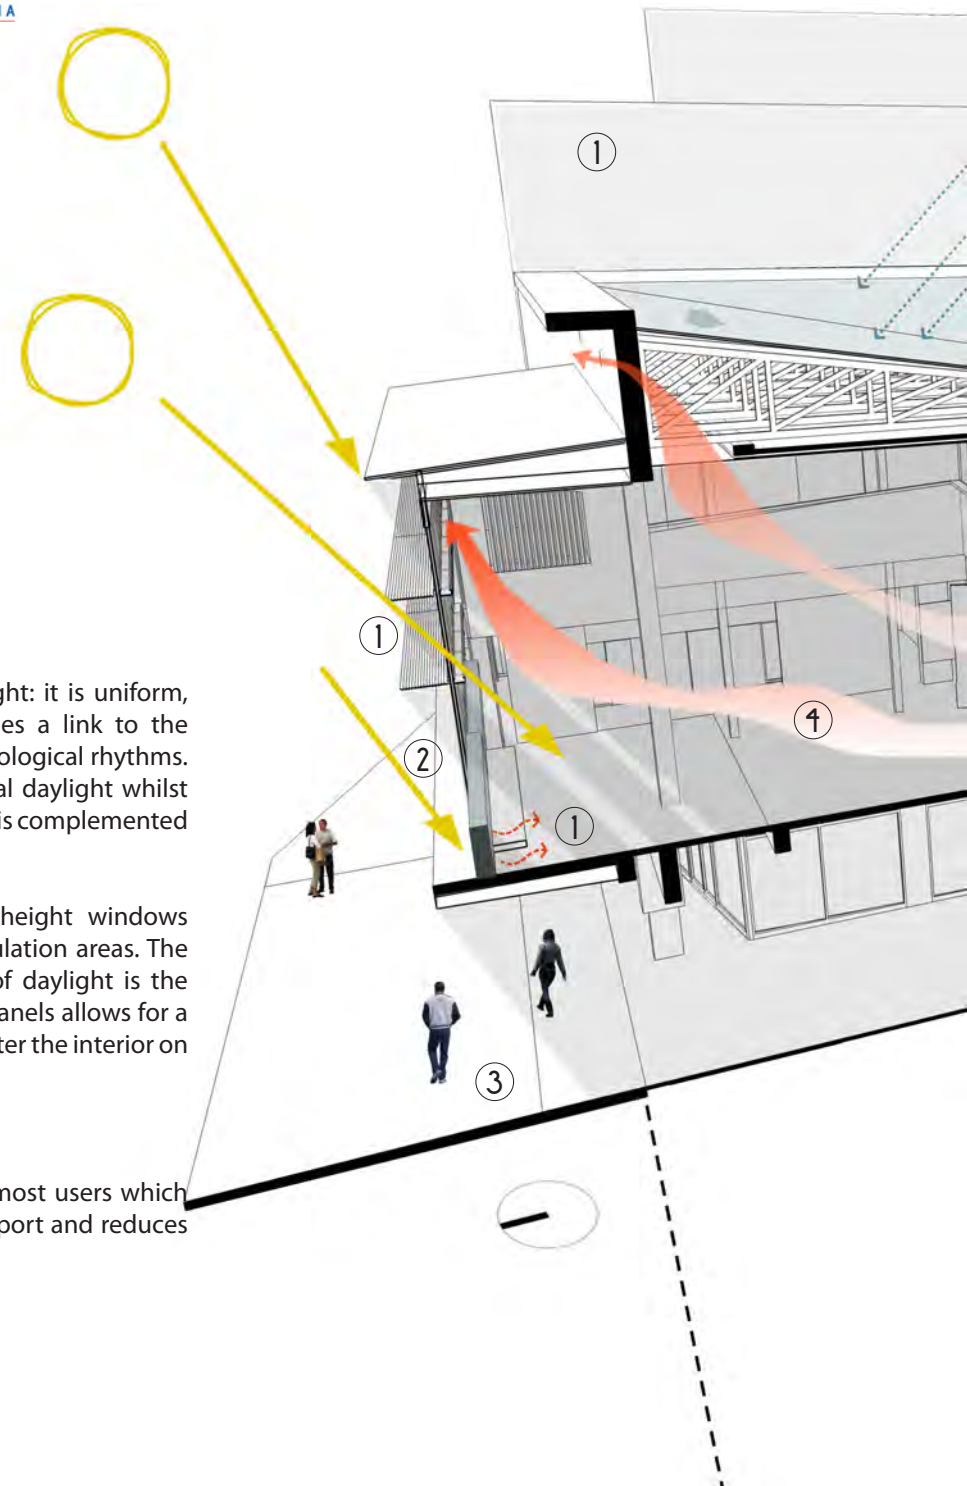 IA
①
①
ght: it is uniform,
es a link to the
ological rhythms.
al daylight whilst
is complemented
②
④
①
height windows
ulation areas. The
of daylight is the
anels allows for a
ter the interior on
③
most users which
port and reduces